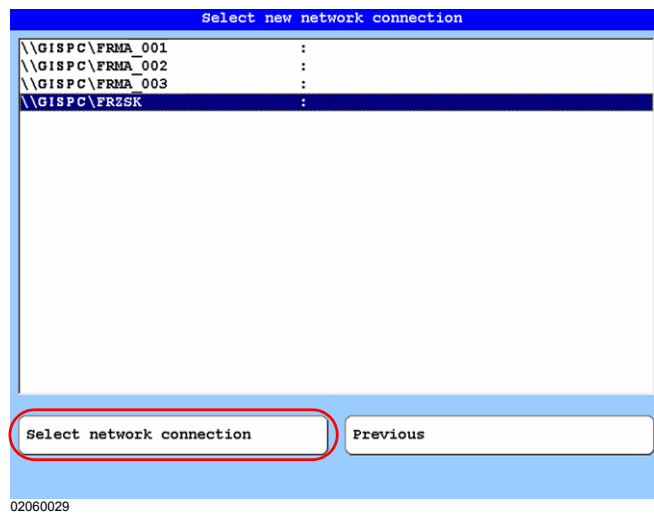 Select new network connection
\\GISPC\FRMA_001 :
\\GISPC\FRMA_002 :
\\GISPC\FRMA_003 :
\\GISPC\FRZSK :
Select network connection
Previous
02060029